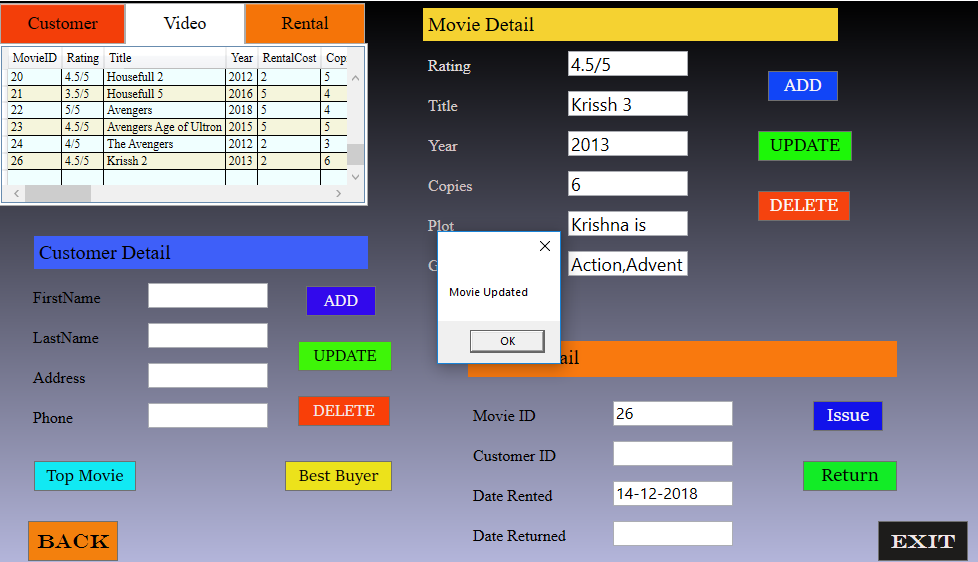 Customer Video Rental
MovieID Rating Title Year RentalCost Cop
20 4.5/5 Housefull 2 2012 2 5
21 3.5/5 Housefull 5 2016 5 4
22 5/5 Avengers 2018 5 4
23 4.5/5 Avengers Age of Ultron 2015 5 5
24 4/5 The Avengers 2012 2 3
26 4.5/5 Krissh 2 2013 2 6
Movie Detail
Rating 4.5/5
Title Krissh 3
Year 2013
Copies 6
Plot Krishna is
G Action,Advent
ADD
UPDATE
DELETE
Movie Updated
OK
Customer Detail
FirstName
LastName
Address
Phone
ADD
UPDATE
DELETE
Top Movie
Best Buyer
BACK
ail
Movie ID 26
Customer ID
Date Rented 14-12-2018
Date Returned
Issue
Return
EXIT